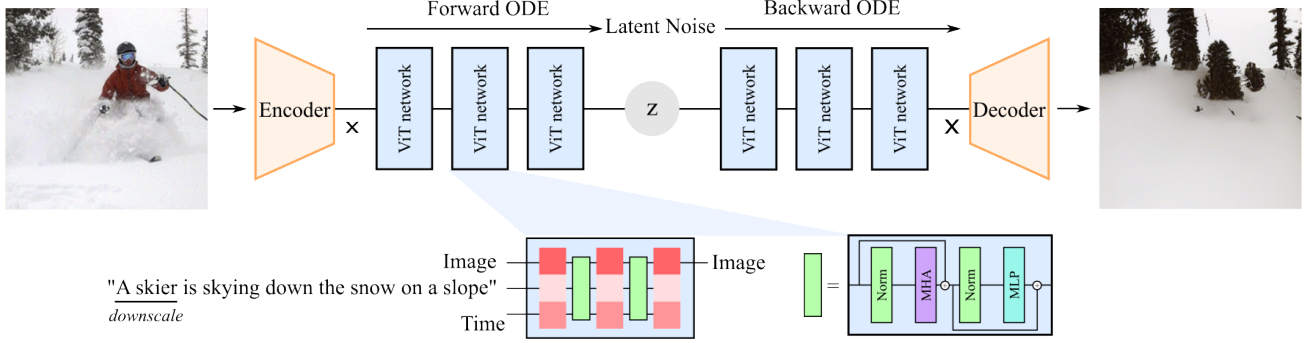 Forward ODE
Latent Noise
Backward ODE
Encoder
x
ViT network
ViT network
ViT network
z
ViT network
ViT network
ViT network
x
Decoder
Image
Image
"A skier is skying down the snow on a slope"
downscale
Time
=
Norm
MHA
+
Norm
MLP
+